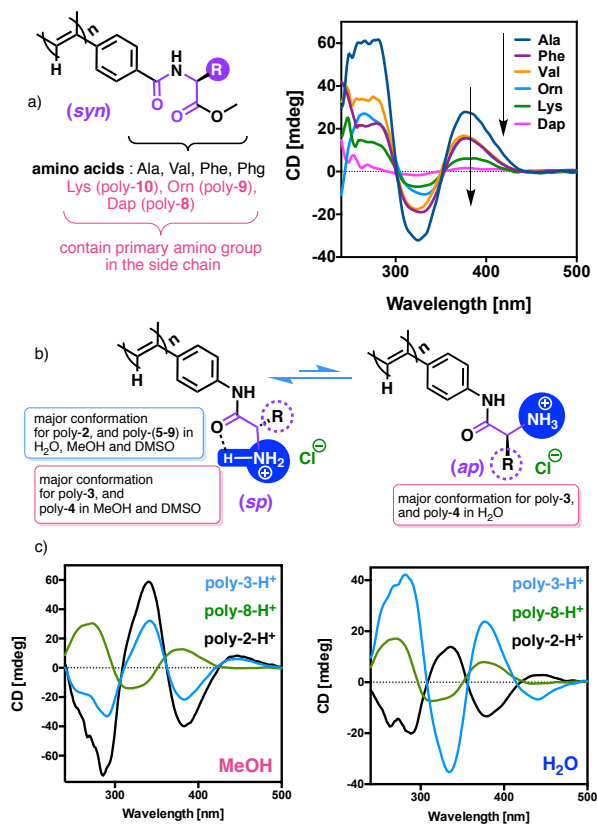 a)
n
H
N
H
O
R
O
O
(syn)
amino acids : Ala, Val, Phe, Phg
Lys (poly-10), Orn (poly-9),
Dap (poly-8)
contain primary amino group
in the side chain
CD [mdeg]
60
40
20
0
-20
-40
300
400
500
Wavelength [nm]
Ala
Phe
Val
Orn
Lys
Dap
b)
n
H
NH
O
R
H
NH₂
⊕
Cl⊖
(sp)
major conformation
for poly-2, and poly-(5-9) in
H₂O, MeOH and DMSO
major conformation
for poly-3, and
poly-4 in MeOH and DMSO
n
H
NH
O
⊕
NH₃
R
Cl⊖
(ap)
major conformation for poly-3,
and poly-4 in H₂O
c)
CD [mdeg]
60
40
20
0
-20
-40
-60
300
400
500
Wavelength [nm]
poly-3-H⁺
poly-8-H⁺
poly-2-H⁺
MeOH
CD [mdeg]
40
20
0
-20
-40
300
400
500
Wavelength [nm]
poly-3-H⁺
poly-8-H⁺
poly-2-H⁺
H₂O